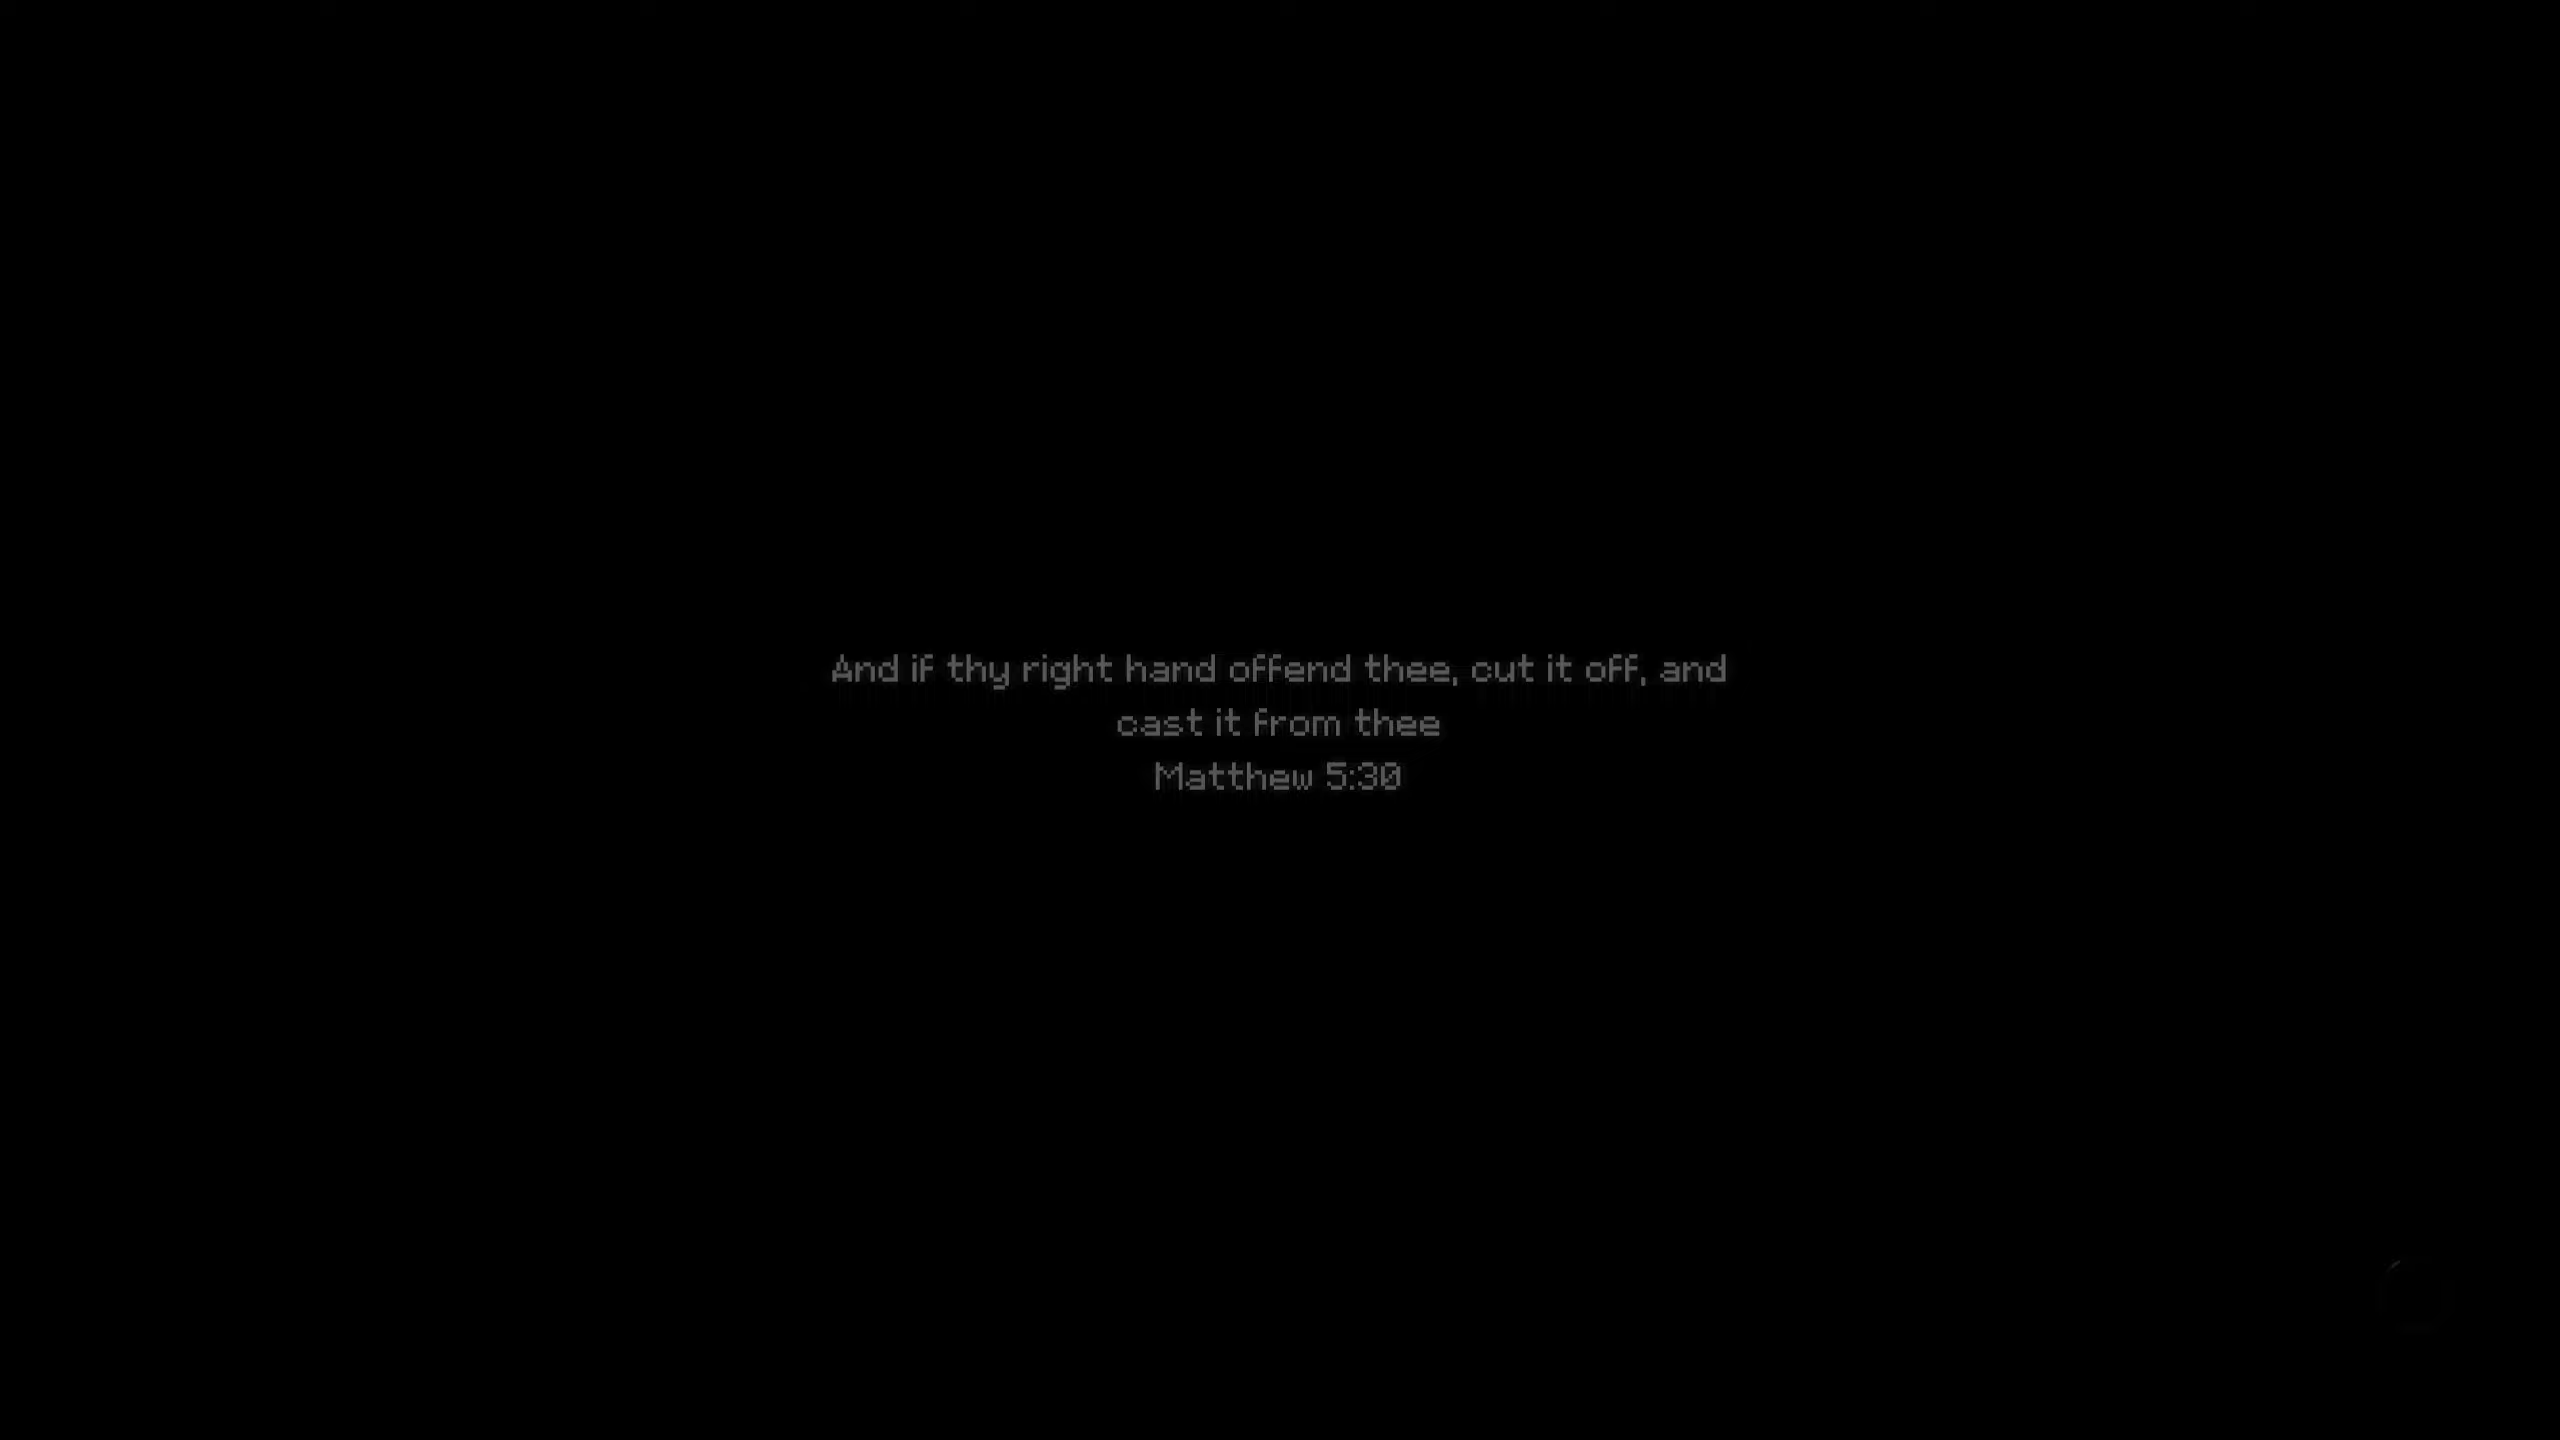 And if thy right hand offend thee, cut it off, and
cast it from thee
Matthew 5:30